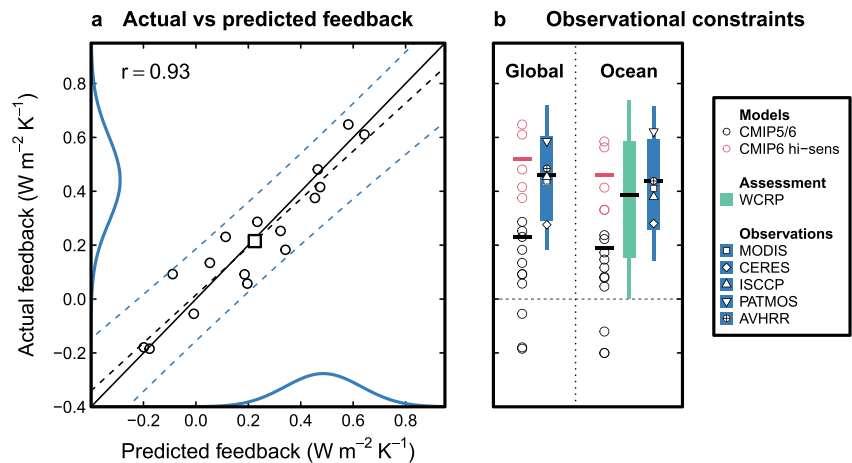 a Actual vs predicted feedback
r = 0.93
Actual feedback (W m⁻² K⁻¹)
0.8
0.6
0.4
0.2
0.0
−0.2
−0.4
−0.2 0.0 0.2 0.4 0.6 0.8
Predicted feedback (W m⁻² K⁻¹)
b Observational constraints
Global Ocean
Models
CMIP5/6
CMIP6 hi-sens
Assessment
WCRP
Observations
MODIS
CERES
ISCCP
PATMOS
AVHRR